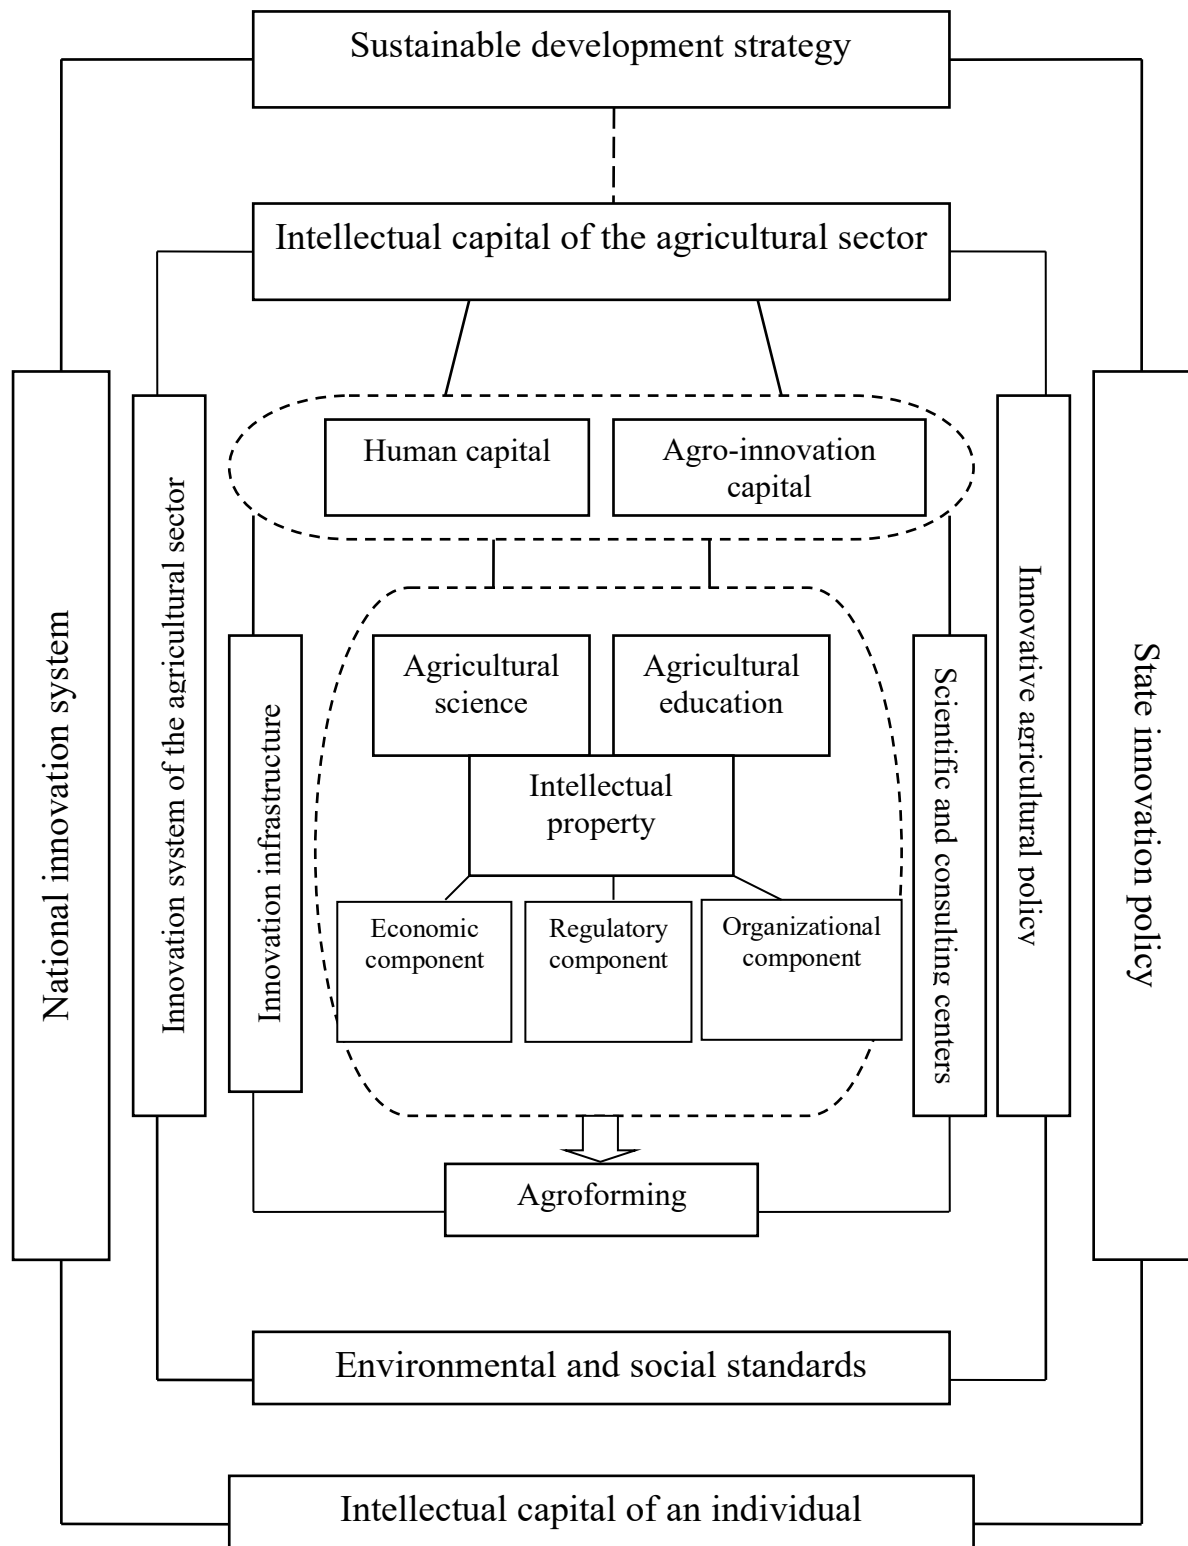 Sustainable development strategy
Intellectual capital of the agricultural sector
National innovation system
Innovation system of the agricultural sector
Innovation infrastructure
Human capital
Agro-innovation
capital
Agricultural
science
Agricultural
education
Intellectual
property
Economic
component
Regulatory
component
Organizational
component
Scientific and consulting centers
Innovative agricultural policy
State innovation policy
Agroforming
Environmental and social standards
Intellectual capital of an individual